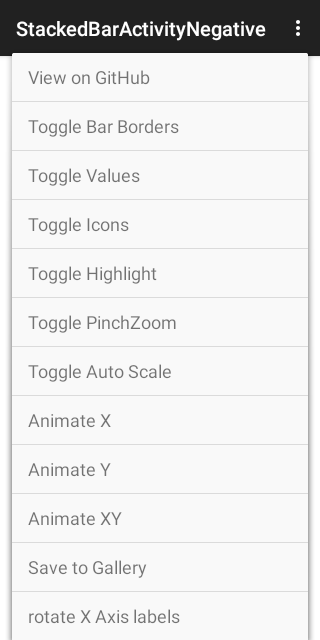 StackedBarActivityNegative
View on GitHub
Toggle Bar Borders
Toggle Values
Toggle Icons
Toggle Highlight
Toggle PinchZoom
Toggle Auto Scale
Animate X
Animate Y
Animate XY
Save to Gallery
rotate X Axis labels